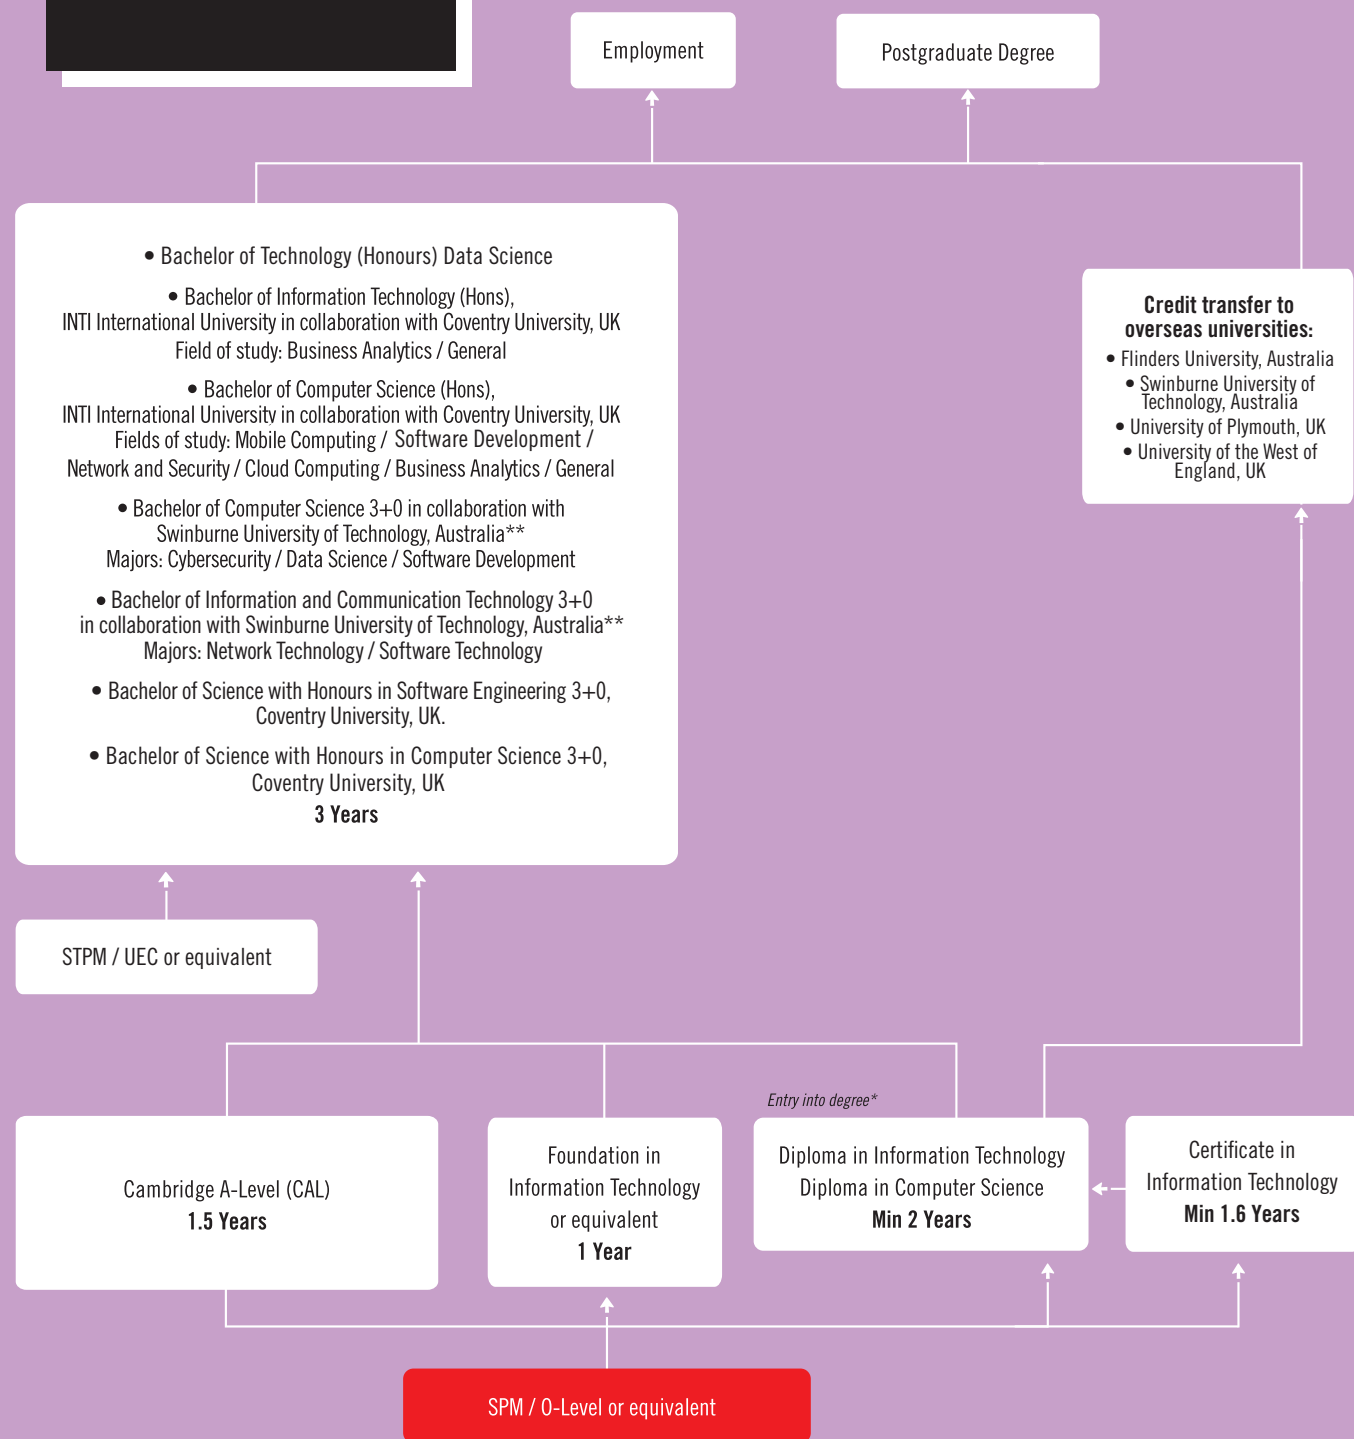 Employment
Postgraduate Degree
• Bachelor of Technology (Honours) Data Science
• Bachelor of Information Technology (Hons),
INTI International University in collaboration with Coventry University, UK
Field of study: Business Analytics / General
• Bachelor of Computer Science (Hons),
INTI International University in collaboration with Coventry University, UK
Fields of study: Mobile Computing / Software Development /
Network and Security / Cloud Computing / Business Analytics / General
• Bachelor of Computer Science 3+0 in collaboration with
Swinburne University of Technology, Australia**
Majors: Cybersecurity / Data Science / Software Development
• Bachelor of Information and Communication Technology 3+0
in collaboration with Swinburne University of Technology, Australia**
Majors: Network Technology / Software Technology
• Bachelor of Science with Honours in Software Engineering 3+0,
Coventry University, UK.
• Bachelor of Science with Honours in Computer Science 3+0,
Coventry University, UK
3 Years
Credit transfer to
overseas universities:
• Flinders University, Australia
• Swinburne University of
Technology, Australia
• University of Plymouth, UK
• University of the West of
England, UK
STPM / UEC or equivalent
Entry into degree*
Cambridge A-Level (CAL)
1.5 Years
Foundation in
Information Technology
or equivalent
1 Year
Diploma in Information Technology
Diploma in Computer Science
Min 2 Years
Certificate in
Information Technology
Min 1.6 Years
SPM / O-Level or equivalent